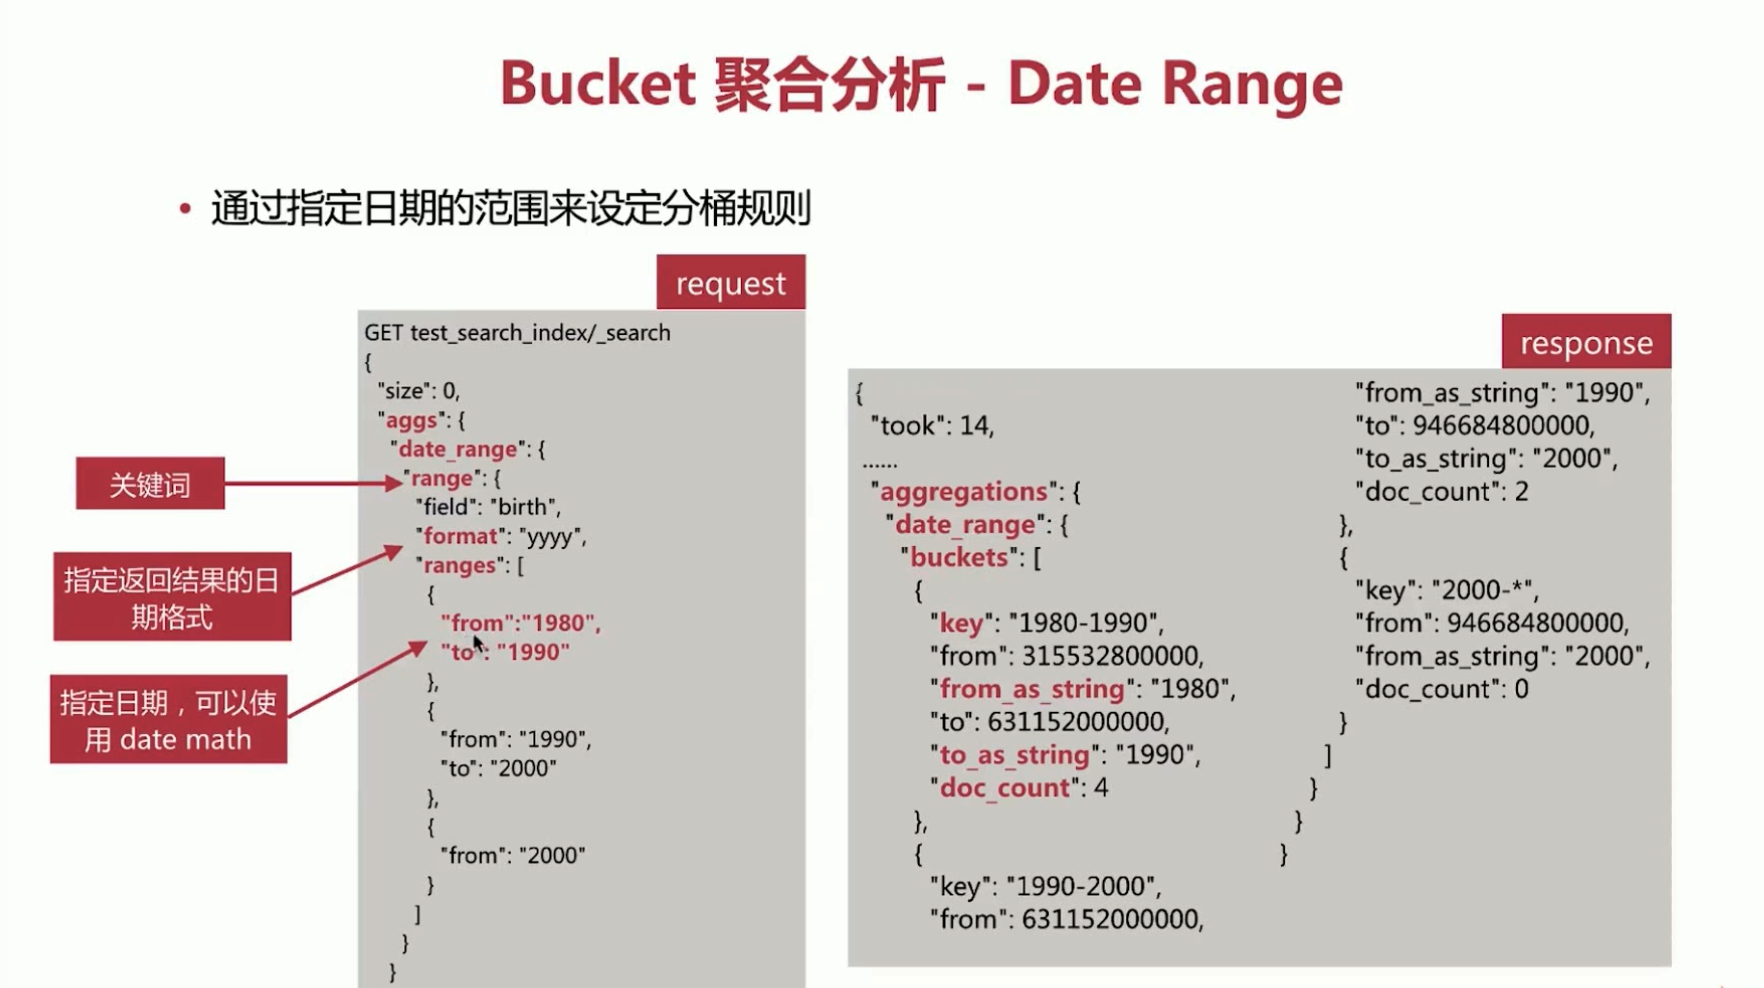 Bucket 聚合分析 - Date Range
• 通过指定日期的范围来设定分桶规则
request
GET test_search_index/_search
{
"size": 0,
"aggs": {
"date_range": {
"range": {
"field": "birth",
"format": "yyyy",
"ranges": [
{
"from":"1980",
"to": "1990"
},
{
"from": "1990",
"to": "2000"
},
{
"from": "2000"
}
]
}
}
关键词
指定返回结果的日
期格式
指定日期，可以使
用 date math
response
{
"took": 14,
......
"aggregations": {
"date_range": {
"buckets": [
{
"key": "1980-1990",
"from": 315532800000,
"from_as_string": "1980",
"to": 631152000000,
"to_as_string": "1990",
"doc_count": 4
},
{
"key": "1990-2000",
"from": 631152000000,
"from_as_string": "1990",
"to": 946684800000,
"to_as_string": "2000",
"doc_count": 2
},
{
"key": "2000-*",
"from": 946684800000,
"from_as_string": "2000",
"doc_count": 0
}
]
}
}
}